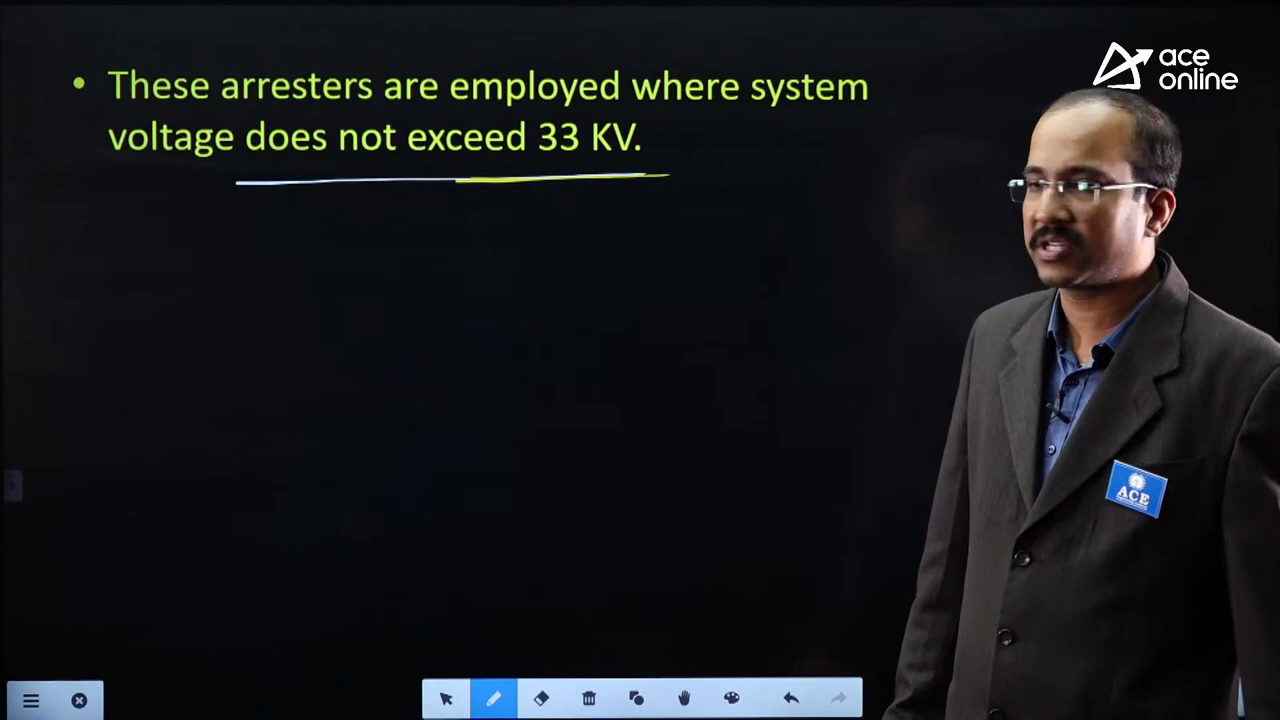 • These arresters are employed where system
voltage does not exceed 33 KV.
ace
online
ACE